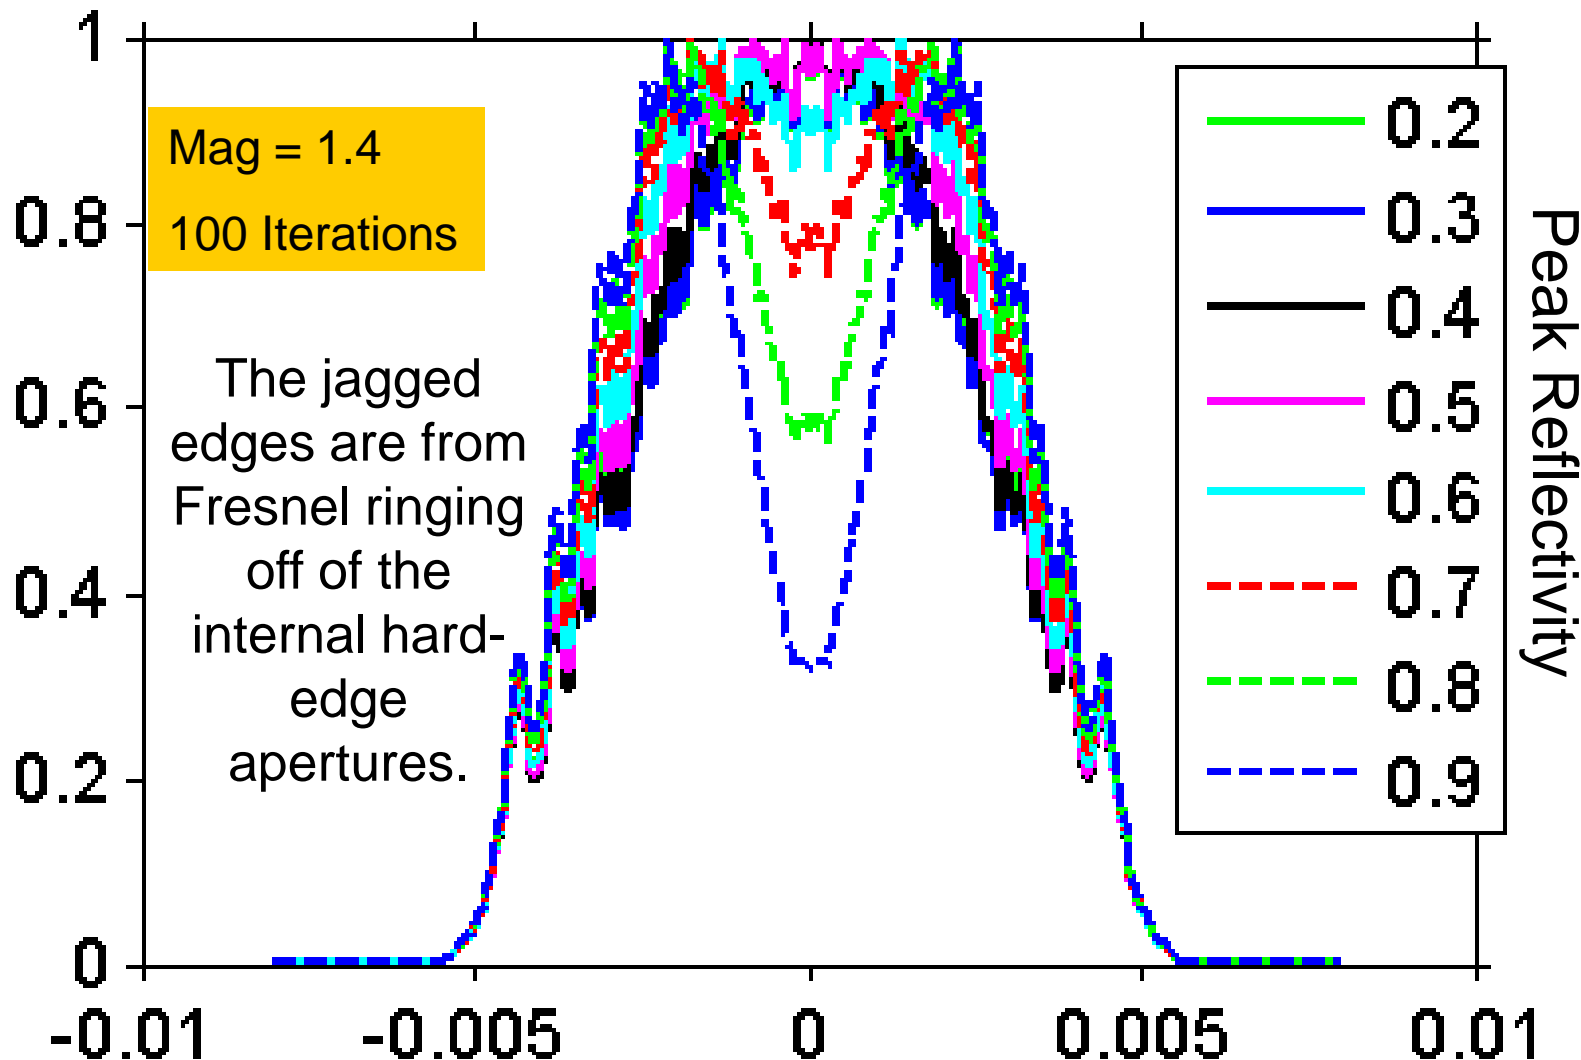 1
0.8
0.6
0.4
0.2
0
-0.01
-0.005
0
0.005
0.01
Mag = 1.4
100 Iterations
The jagged
edges are from
Fresnel ringing
off of the
internal hard-
edge
apertures.
0.2
0.3
0.4
0.5
0.6
0.7
0.8
0.9
Peak Reflectivity